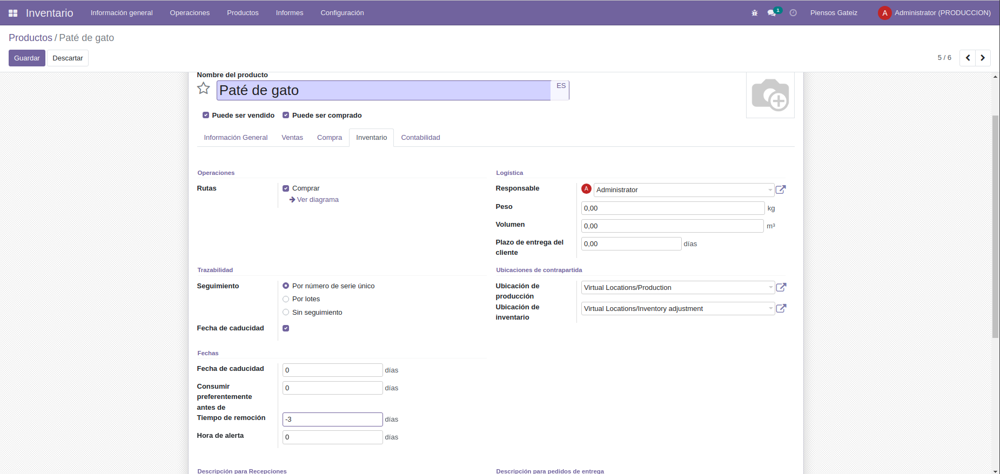 Inventario Información general Operaciones Productos Informes Configuración 1 Piensos Gateiz A Administrator (PRODUCCION)
Productos / Paté de gato
Guardar Descartar 5 / 6
Nombre del producto
Paté de gato ES
Puede ser vendido Puede ser comprado
Información General Ventas Compra Inventario Contabilidad
Operaciones
Rutas Comprar
Ver diagrama
Logística
Responsable A Administrator
Peso 0,00 kg
Volumen 0,00 m³
Plazo de entrega del 0,00 días
cliente
Trazabilidad
Seguimiento Por número de serie único
Por lotes
Sin seguimiento
Fecha de caducidad
Ubicaciones de contrapartida
Ubicación de Virtual Locations/Production
producción
Ubicación de Virtual Locations/Inventory adjustment
inventario
Fechas
Fecha de caducidad 0 días
Consumir 0 días
preferentemente
antes de
Tiempo de remoción -3 días
Hora de alerta 0 días
Descripción para Recepciones Descripción para pedidos de entrega